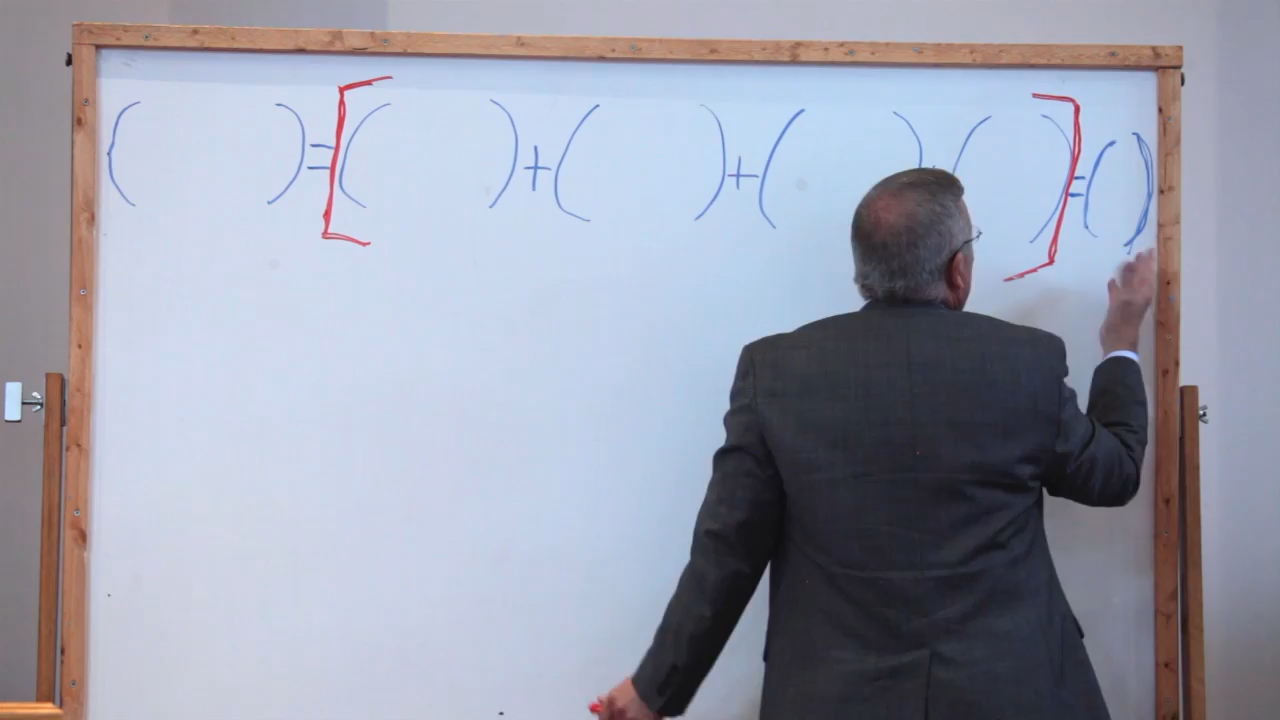 ( ) = [( ) + ( ) + ( ) ( )] = ( )